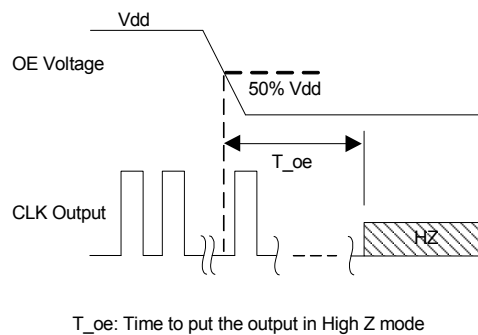 Vdd
OE Voltage
50% Vdd
T_oe
CLK Output
HZ
T_oe: Time to put the output in High Z mode